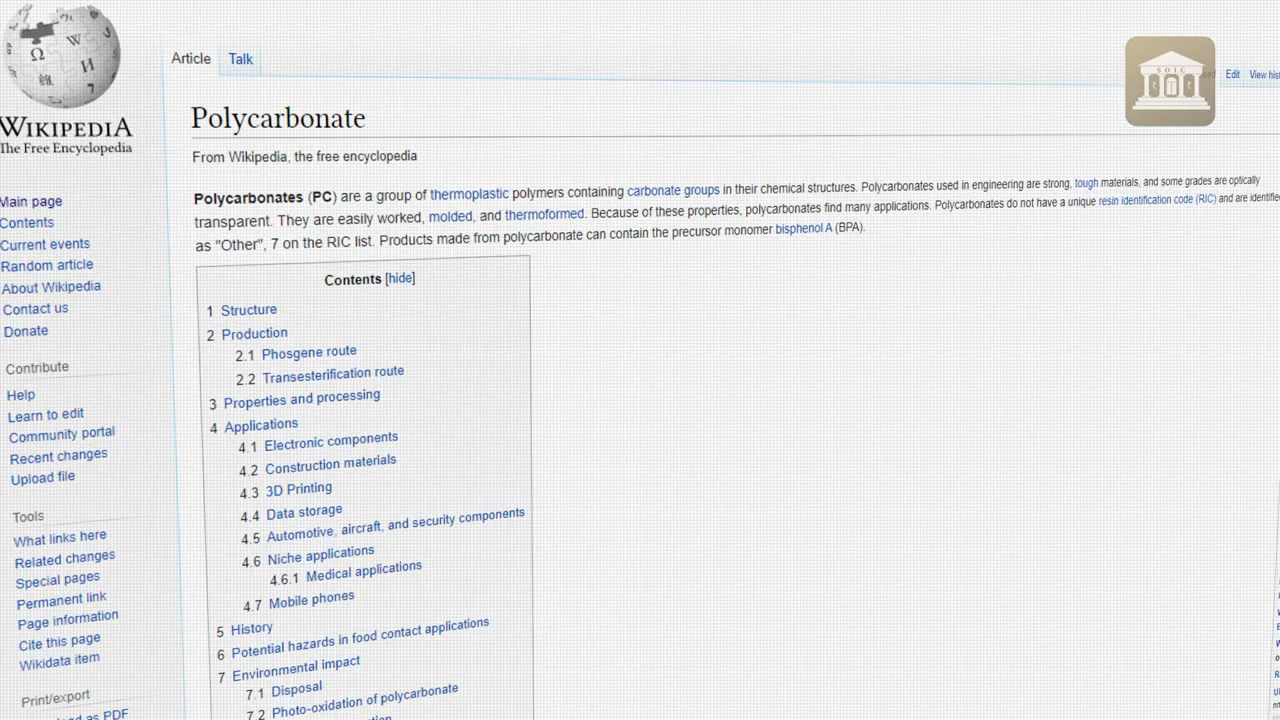 Article Talk
SOIC
Edit View his
WIKIPEDIA
The Free Encyclopedia
Polycarbonate
From Wikipedia, the free encyclopedia
Polycarbonates (PC) are a group of thermoplastic polymers containing carbonate groups in their chemical structures. Polycarbonates used in engineering are strong, tough materials, and some grades are optically
transparent. They are easily worked, molded, and thermoformed. Because of these properties, polycarbonates find many applications. Polycarbonates do not have a unique resin identification code (RIC) and are identified
as "Other", 7 on the RIC list. Products made from polycarbonate can contain the precursor monomer bisphenol A (BPA).
Main page
Contents
Current events
Random article
About Wikipedia
Contact us
Donate
Contribute
Help
Learn to edit
Community portal
Recent changes
Upload file
Tools
What links here
Related changes
Special pages
Permanent link
Page information
Cite this page
Wikidata item
Print/export
as PDF
Contents [hide]
1 Structure
2 Production
2.1 Phosgene route
2.2 Transesterification route
3 Properties and processing
4 Applications
4.1 Electronic components
4.2 Construction materials
4.3 3D Printing
4.4 Data storage
4.5 Automotive, aircraft, and security components
4.6 Niche applications
4.6.1 Medical applications
4.7 Mobile phones
5 History
6 Potential hazards in food contact applications
7 Environmental impact
7.1 Disposal
7.2 Photo-oxidation of polycarbonate